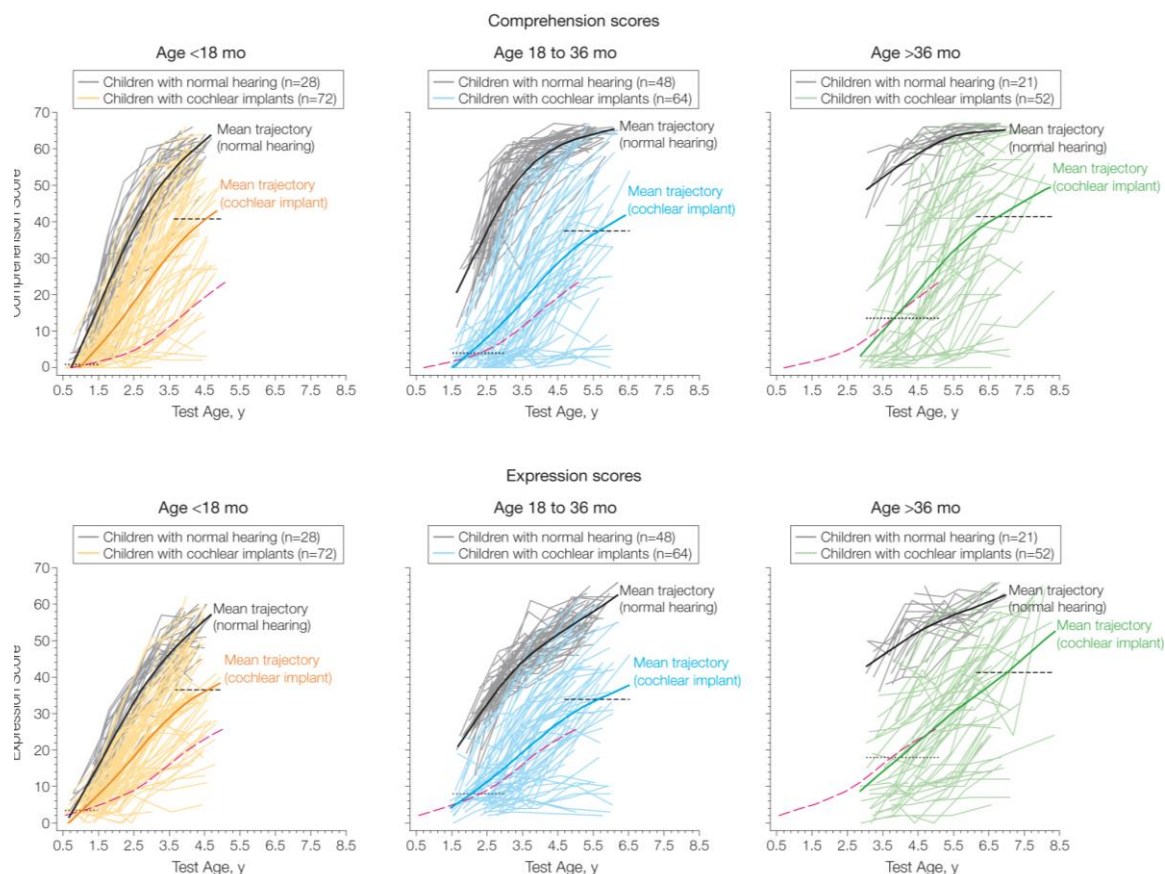 Comprehension scores
Age <18 mo
Children with normal hearing (n=28)
Children with cochlear implants (n=72)
70
60
50
40
30
20
10
0
Comprehension Score
Mean trajectory
(normal hearing)
Mean trajectory
(cochlear implant)
0.5 1.5 2.5 3.5 4.5 5.5 6.5 7.5 8.5
Test Age, y
Age 18 to 36 mo
Children with normal hearing (n=48)
Children with cochlear implants (n=64)
Mean trajectory
(normal hearing)
Mean trajectory
(cochlear implant)
0.5 1.5 2.5 3.5 4.5 5.5 6.5 7.5 8.5
Test Age, y
Age >36 mo
Children with normal hearing (n=21)
Children with cochlear implants (n=52)
Mean trajectory
(normal hearing)
Mean trajectory
(cochlear implant)
0.5 1.5 2.5 3.5 4.5 5.5 6.5 7.5 8.5
Test Age, y
Expression scores
Age <18 mo
Children with normal hearing (n=28)
Children with cochlear implants (n=72)
70
60
50
40
30
20
10
0
Expression Score
Mean trajectory
(normal hearing)
Mean trajectory
(cochlear implant)
0.5 1.5 2.5 3.5 4.5 5.5 6.5 7.5 8.5
Test Age, y
Age 18 to 36 mo
Children with normal hearing (n=48)
Children with cochlear implants (n=64)
Mean trajectory
(normal hearing)
Mean trajectory
(cochlear implant)
0.5 1.5 2.5 3.5 4.5 5.5 6.5 7.5 8.5
Test Age, y
Age >36 mo
Children with normal hearing (n=21)
Children with cochlear implants (n=52)
Mean trajectory
(normal hearing)
Mean trajectory
(cochlear implant)
0.5 1.5 2.5 3.5 4.5 5.5 6.5 7.5 8.5
Test Age, y